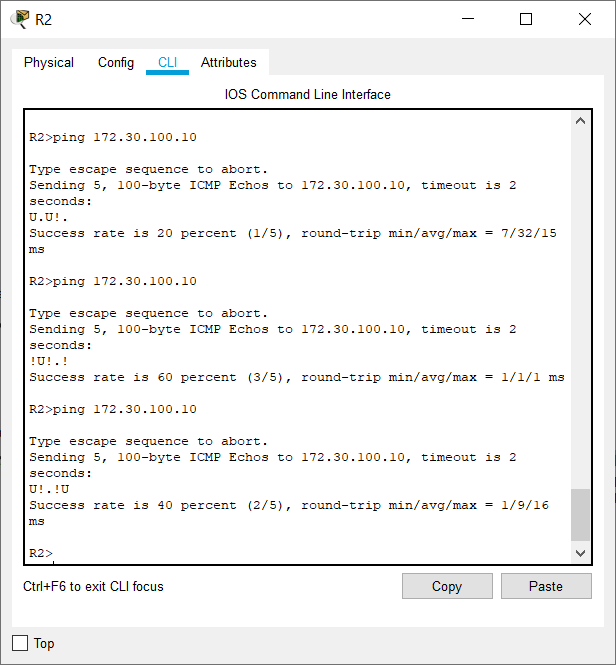 R2
Physical Config CLI Attributes
IOS Command Line Interface
R2>ping 172.30.100.10
Type escape sequence to abort.
Sending 5, 100-byte ICMP Echos to 172.30.100.10, timeout is 2
seconds:
U.U!.
Success rate is 20 percent (1/5), round-trip min/avg/max = 7/32/15
ms
R2>ping 172.30.100.10
Type escape sequence to abort.
Sending 5, 100-byte ICMP Echos to 172.30.100.10, timeout is 2
seconds:
!U!.!
Success rate is 60 percent (3/5), round-trip min/avg/max = 1/1/1 ms
R2>ping 172.30.100.10
Type escape sequence to abort.
Sending 5, 100-byte ICMP Echos to 172.30.100.10, timeout is 2
seconds:
U!.!U
Success rate is 40 percent (2/5), round-trip min/avg/max = 1/9/16
ms
R2>
Ctrl+F6 to exit CLI focus
Copy Paste
Top